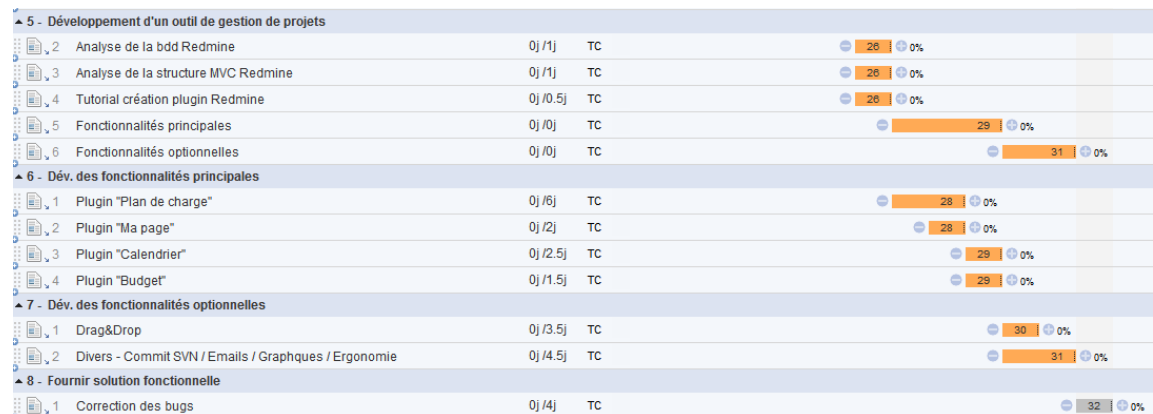 5 - Développement d'un outil de gestion de projets
2 Analyse de la bdd Redmine 0j /1j TC 26 0%
3 Analyse de la structure MVC Redmine 0j /1j TC 26 0%
4 Tutorial création plugin Redmine 0j /0.5j TC 26 0%
5 Fonctionnalités principales 0j /0j TC 29 0%
6 Fonctionnalités optionnelles 0j /0j TC 31 0%
6 - Dév. des fonctionnalités principales
1 Plugin "Plan de charge" 0j /6j TC 28 0%
2 Plugin "Ma page" 0j /2j TC 28 0%
3 Plugin "Calendrier" 0j /2.5j TC 29 0%
4 Plugin "Budget" 0j /1.5j TC 29 0%
7 - Dév. des fonctionnalités optionnelles
1 Drag&Drop 0j /3.5j TC 30 0%
2 Divers - Commit SVN / Emails / Graphques / Ergonomie 0j /4.5j TC 31 0%
8 - Fournir solution fonctionnelle
1 Correction des bugs 0j /4j TC 32 0%